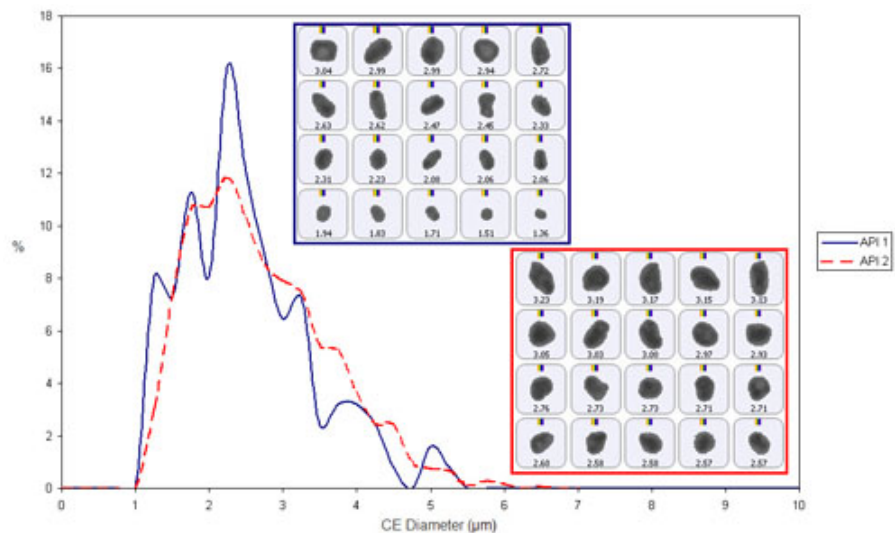 18
16
14
12
10
8
6
4
2
0
%
0 1 2 3 4 5 6 7 8 9 10
CE Diameter (µm)
3.04 2.99 2.99 2.94 2.72
2.63 2.62 2.47 2.45 2.33
2.31 2.23 2.08 2.06 2.06
1.94 1.83 1.71 1.51 1.36
3.23 3.19 3.17 3.15 3.13
3.05 3.03 3.00 2.97 2.93
2.76 2.73 2.73 2.71 2.71
2.60 2.58 2.58 2.57 2.57
API 1
API 2